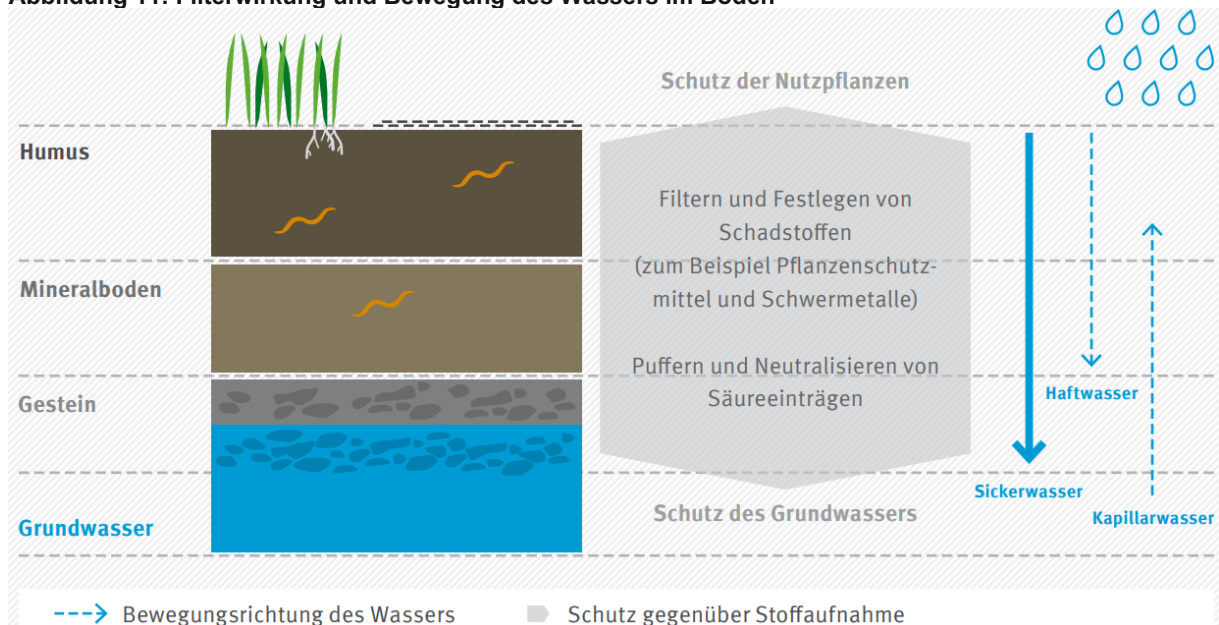 Abbildung 11: Filterwirkung und Bewegung des Wassers im Boden
Schutz der Nutzpflanzen
Humus
Filtern und Festlegen von
Schadstoffen
(zum Beispiel Pflanzenschutz-
mittel und Schwermetalle)
Mineralboden
Puffern und Neutralisieren von
Säureeinträgen
Gestein
Haftwasser
Sickerwasser
Kapillarwasser
Schutz des Grundwassers
Grundwasser
Bewegungsrichtung des Wassers
Schutz gegenüber Stoffaufnahme